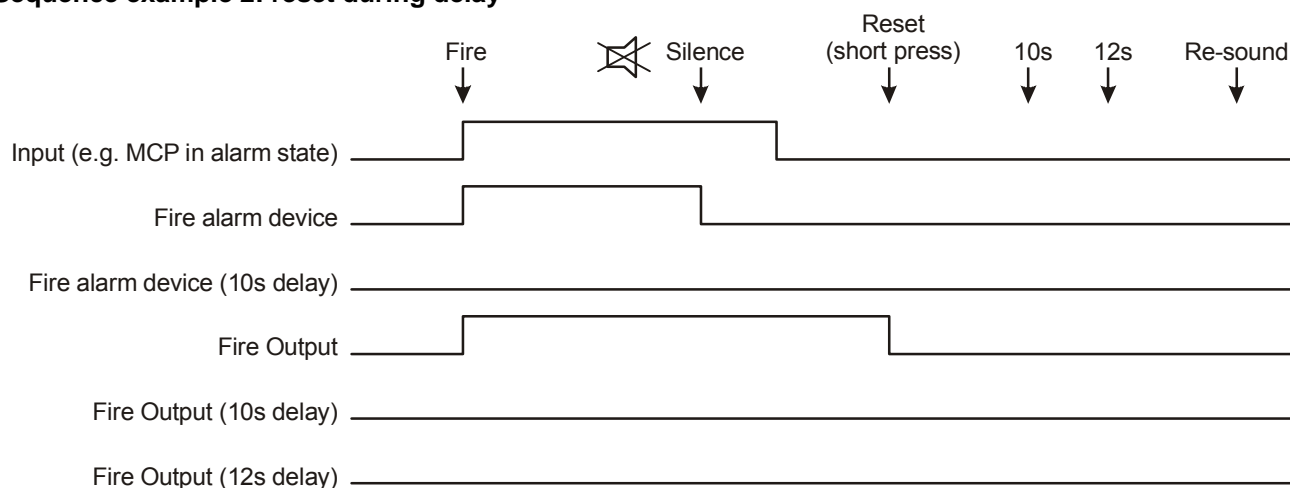 Sequence example 2: reset during delay
Reset
Fire Silence (short press) 10s 12s Re-sound
Input (e.g. MCP in alarm state)
Fire alarm device
Fire alarm device (10s delay)
Fire Output
Fire Output (10s delay)
Fire Output (12s delay)